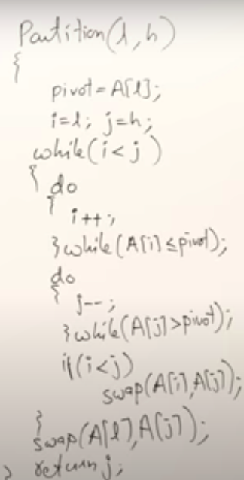 Partition(l, h)
{
pivot = A[l];
i=l; j=h;
while(i<j)
{ do
{
i++;
}while(A[i]≤pivot);
do
{
j--;
}while(A[j]>pivot);
if(i<j)
swap(A[i],A[j]);
}
swap(A[l],A[j]);
return j;